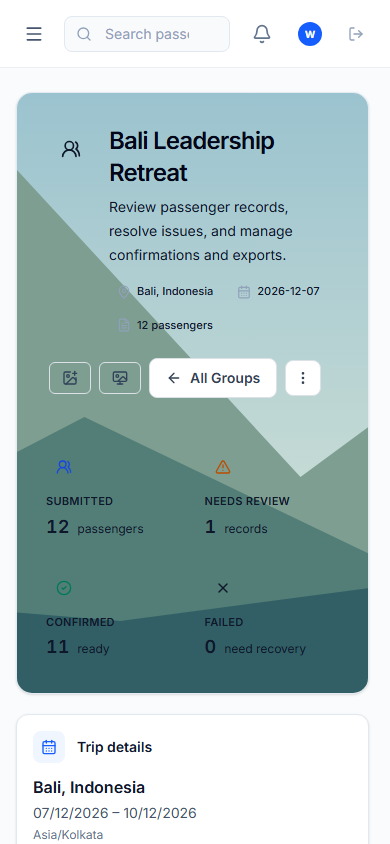 Search passe
W
Bali Leadership
Retreat
Review passenger records,
resolve issues, and manage
confirmations and exports.
Bali, Indonesia
2026-12-07
12 passengers
All Groups
SUBMITTED
12 passengers
NEEDS REVIEW
1 records
CONFIRMED
11 ready
FAILED
0 need recovery
Trip details
Bali, Indonesia
07/12/2026 – 10/12/2026
Asia/Kolkata